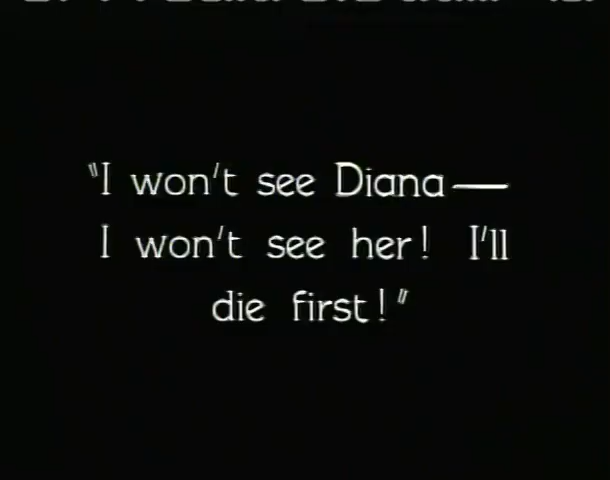 "I won't see Diana—
I won't see her! I'll
die first!"